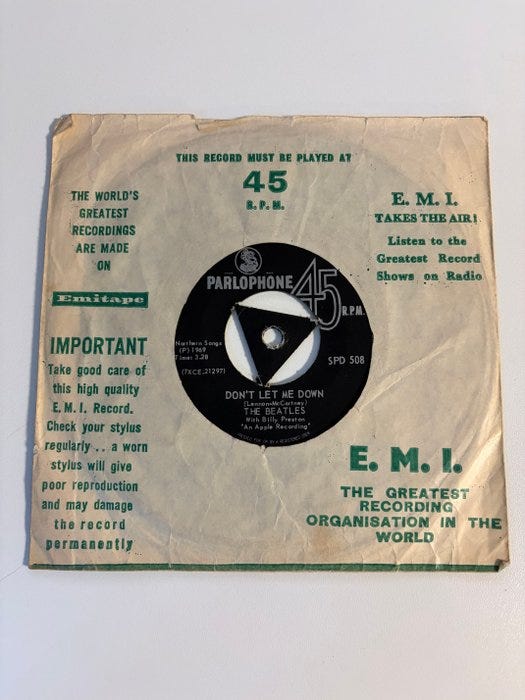 THIS RECORD MUST BE PLAYED AT
45
R. P. M.
THE WORLD'S
GREATEST
RECORDINGS
ARE MADE
ON
Emitape
E. M. I.
TAKES THE AIR!
Listen to the
Greatest Record
Shows on Radio
IMPORTANT
Take good care of
this high quality
E. M. I. Record.
Check your stylus
regularly . . a worn
stylus will give
poor reproduction
and may damage
the record
permanently
PARLOPHONE
45
R.P.M.
Northern Songs
(P) 1969
Time: 3.28
(7XCE.21297)
SPD 508
DON'T LET ME DOWN
(Lennon-McCartney)
THE BEATLES
With Billy Preston
"An Apple Recording"
E. M. I.
THE GREATEST
RECORDING
ORGANISATION IN THE
WORLD